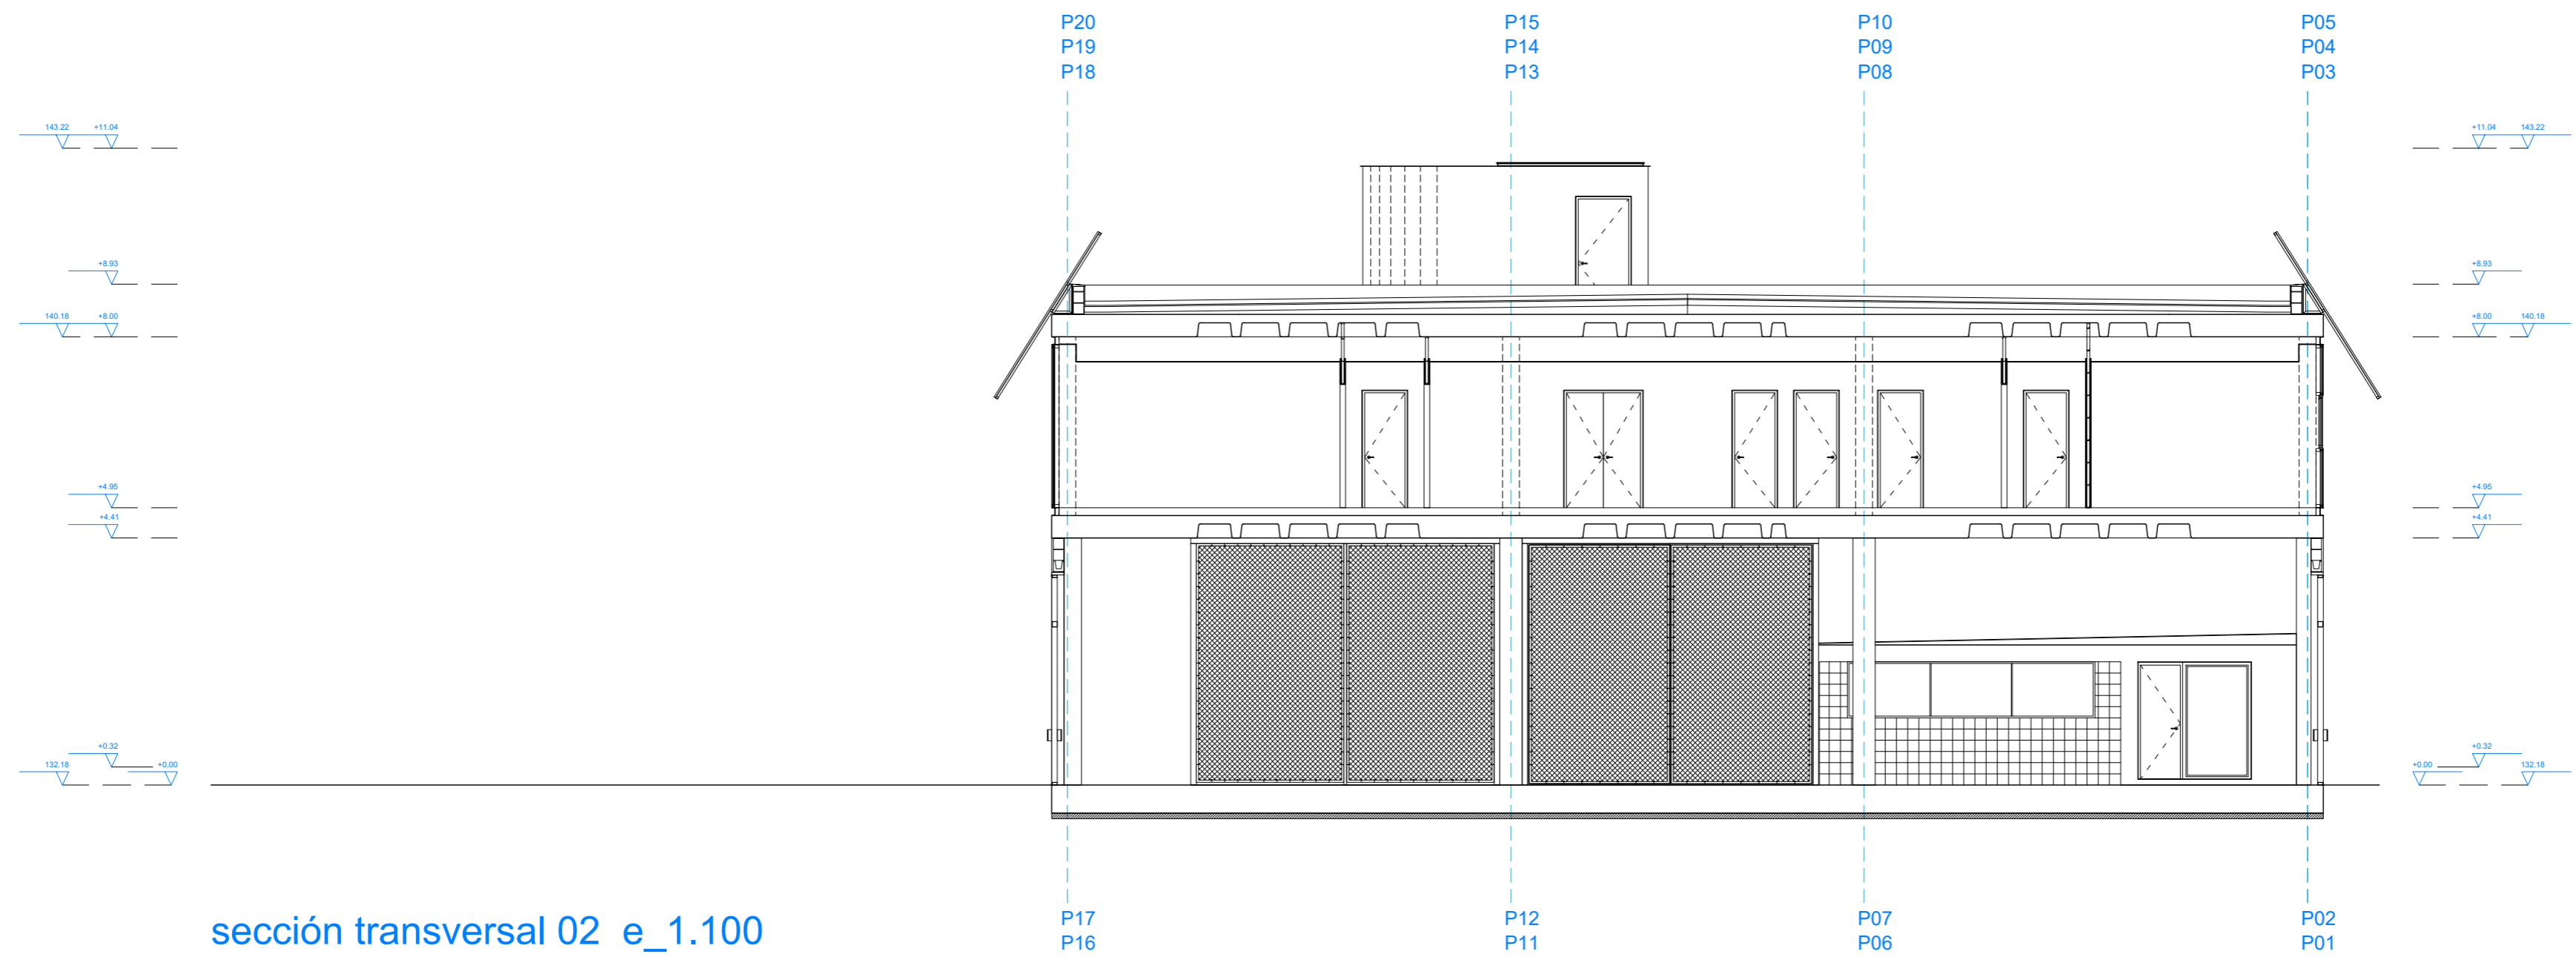 P20 P15 P10 P05
P19 P14 P09 P04
P18 P13 P08 P03
143.22 +11.04 +11.04 143.22
+8.93 +8.93
140.18 +8.00 +8.00 140.18
+4.95 +4.95
+4.41 +4.41
+0.32 +0.32
132.18 +0.00 +0.00 132.18
P17 P12 P07 P02
sección transversal 02 e_1.100
P16 P11 P06 P01